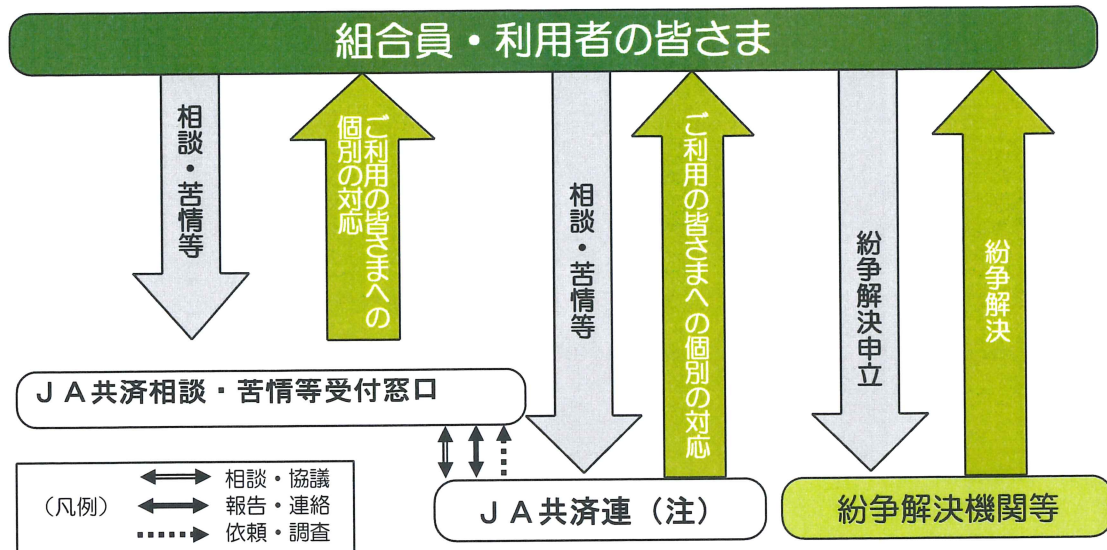 組合員・利用者の皆さま
相談・苦情等
ご利用の皆さまへの
個別の対応
相談・苦情等
ご利用の皆さまへの個別の対応
紛争解決申立
紛争解決
ＪＡ共済相談・苦情等受付窓口
（凡例）
相談・協議
報告・連絡
依頼・調査
ＪＡ共済連（注）
紛争解決機関等